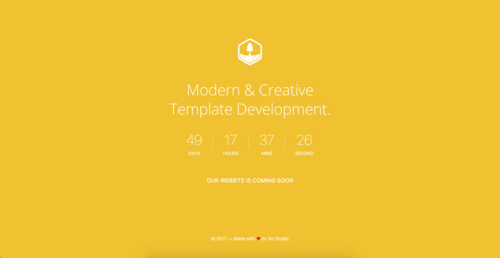 Modern & Creative
Template Development.
49 17 37 26
DAYS HOURS MINS SECOND
OUR WEBSITE IS COMING SOON
© 2017 — Made with ❤ by Air Studio